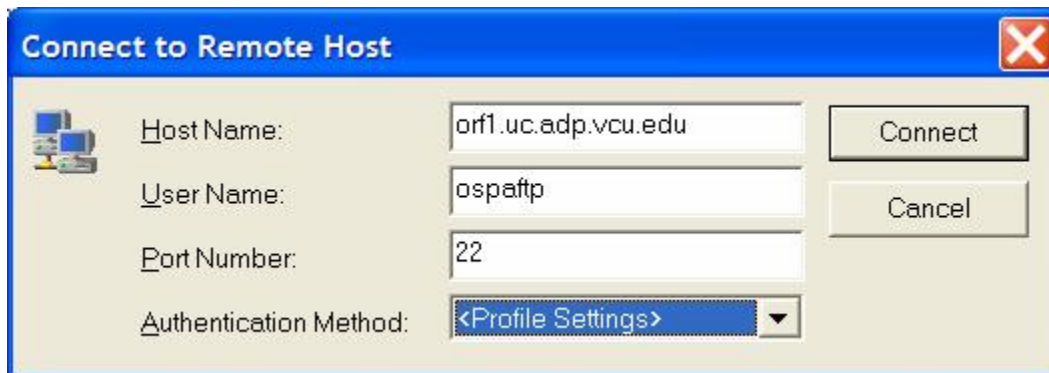 Connect to Remote Host
Host Name: orf1.uc.adp.vcu.edu Connect
User Name: ospaftp Cancel
Port Number: 22
Authentication Method: <Profile Settings>